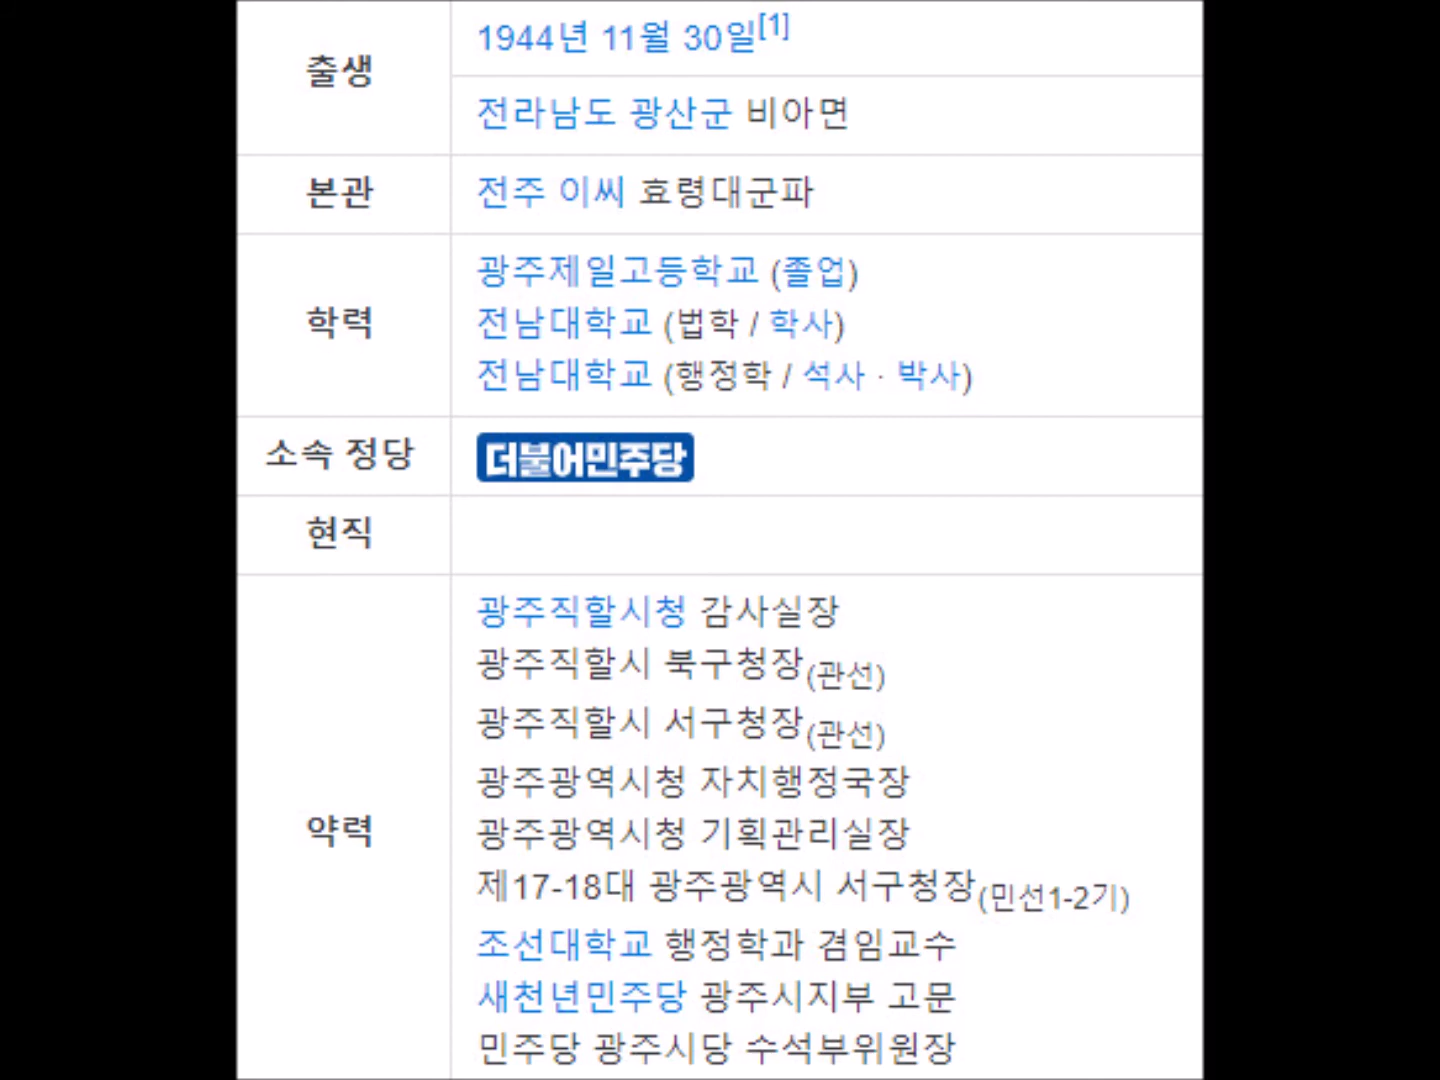 출생
1944년 11월 30일[1]
전라남도 광산군 비아면
본관
전주 이씨 효령대군파
학력
광주제일고등학교 (졸업)
전남대학교 (법학 / 학사)
전남대학교 (행정학 / 석사 · 박사)
소속 정당
더불어민주당
현직
약력
광주직할시청 감사실장
광주직할시 북구청장(관선)
광주직할시 서구청장(관선)
광주광역시청 자치행정국장
광주광역시청 기획관리실장
제17-18대 광주광역시 서구청장(민선1-2기)
조선대학교 행정학과 겸임교수
새천년민주당 광주시지부 고문
민주당 광주시당 수석부위원장